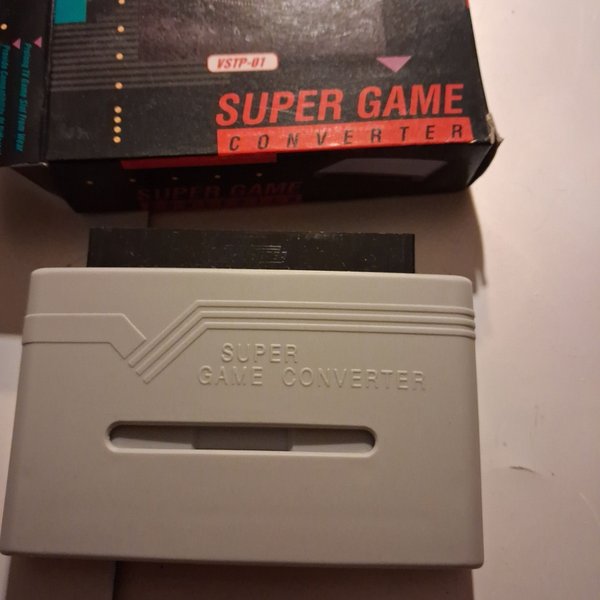 VSTP-01
SUPER GAME
CONVERTER
SUPER GAME
SUPER
GAME CONVERTER